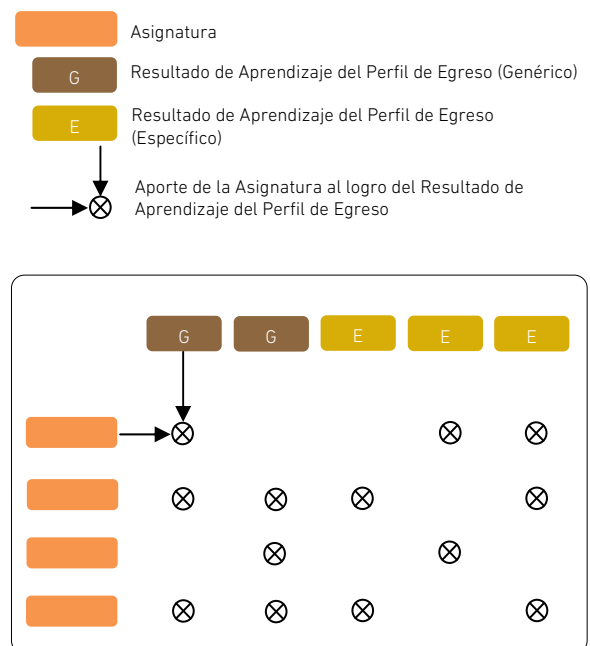 Asignatura
G
Resultado de Aprendizaje del Perfil de Egreso (Genérico)
E
Resultado de Aprendizaje del Perfil de Egreso
(Específico)
Aporte de la Asignatura al logro del Resultado de
Aprendizaje del Perfil de Egreso
G G E E E